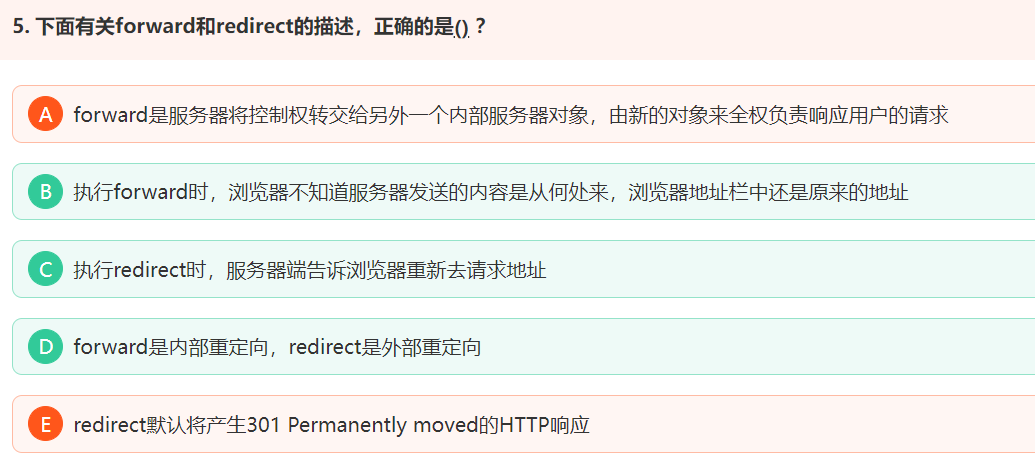 5. 下面有关forward和redirect的描述，正确的是() ？
A forward是服务器将控制权转交给另外一个内部服务器对象，由新的对象来全权负责响应用户的请求
B 执行forward时，浏览器不知道服务器发送的内容是从何处来，浏览器地址栏中还是原来的地址
C 执行redirect时，服务器端告诉浏览器重新去请求地址
D forward是内部重定向，redirect是外部重定向
E redirect默认将产生301 Permanently moved的HTTP响应